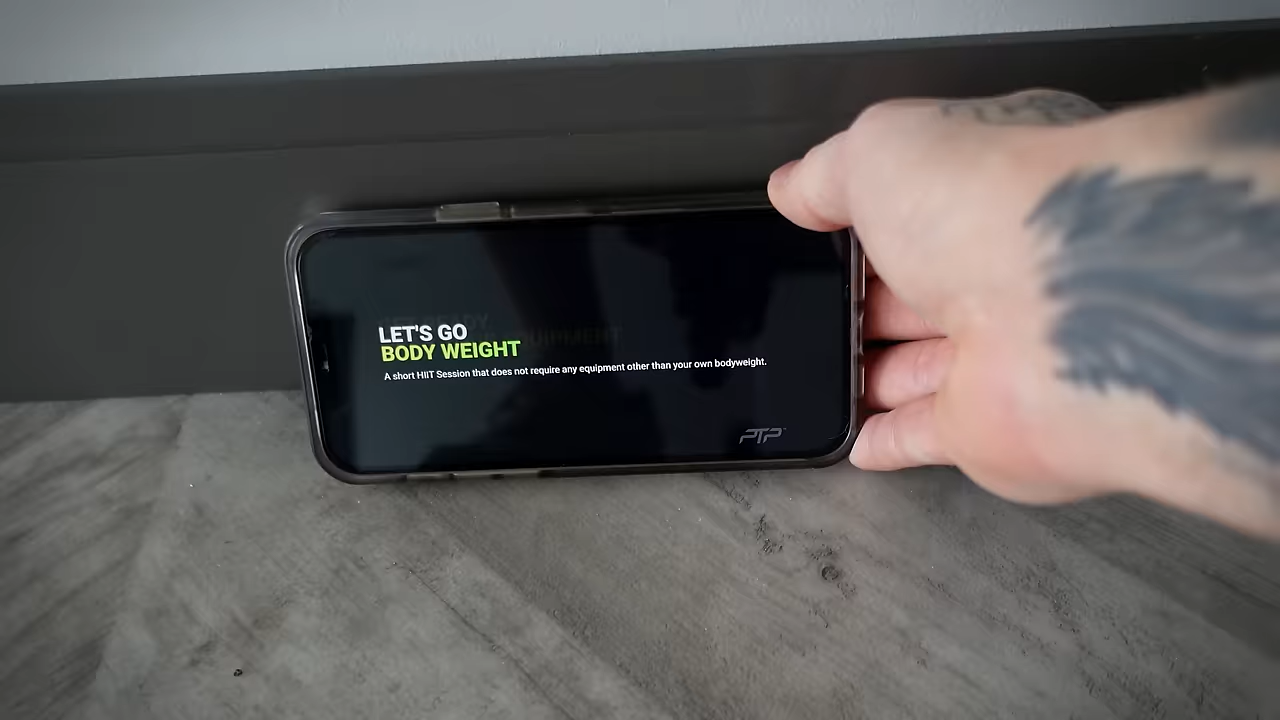 LET'S GO
BODY WEIGHT
A short HIIT Session that does not require any equipment other than your own bodyweight.
PTP